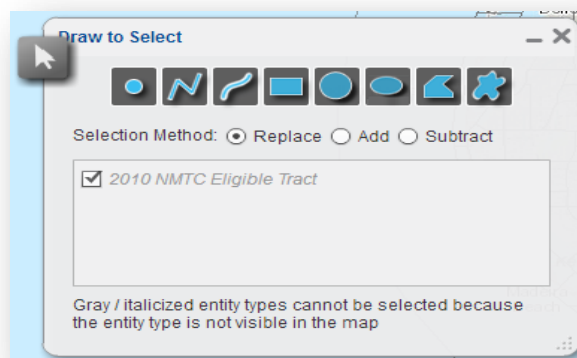 Draw to Select
Selection Method: Replace Add Subtract
2010 NMTC Eligible Tract
Gray / italicized entity types cannot be selected because
the entity type is not visible in the map